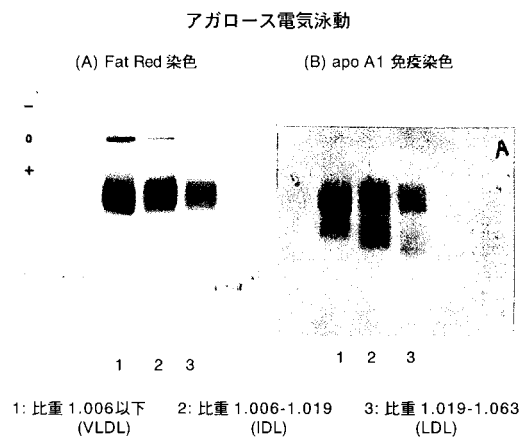 アガロース電気泳動
(A) Fat Red 染色
(B) apo A1 免疫染色
−
o
+
A
1 2 3
1 2 3
1: 比重 1.006以下 2: 比重 1.006-1.019 3: 比重 1.019-1.063
(VLDL) (IDL) (LDL)